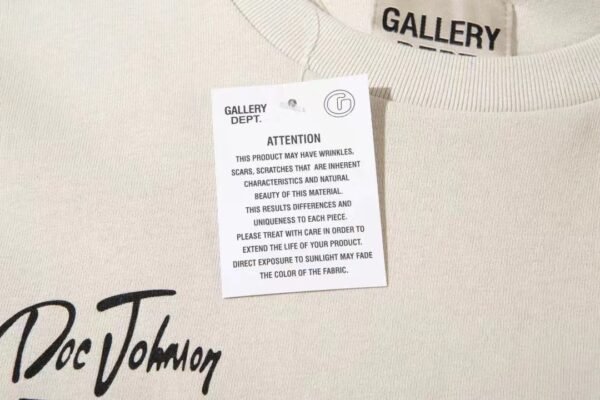 GALLERY
DEPT.
GALLERY
DEPT.
G
ATTENTION
THIS PRODUCT MAY HAVE WRINKLES,
SCARS, SCRATCHES THAT ARE INHERENT
CHARACTERISTICS AND NATURAL
BEAUTY OF THIS MATERIAL.
THIS RESULTS DIFFERENCES AND
UNIQUENESS TO EACH PIECE.
PLEASE TREAT WITH CARE IN ORDER TO
EXTEND THE LIFE OF YOUR PRODUCT.
DIRECT EXPOSURE TO SUNLIGHT MAY FADE
THE COLOR OF THE FABRIC.
Doc Johnson